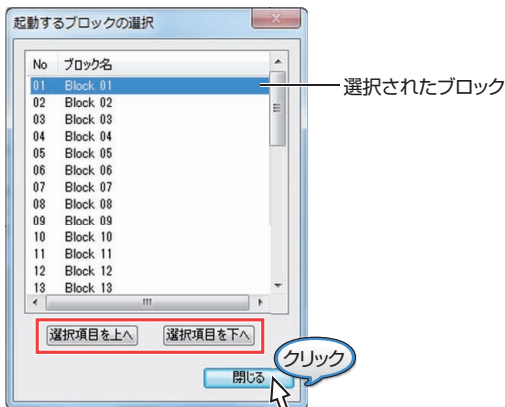 起動するブロックの選択
No ブロック名
01 Block 01
選択されたブロック
02 Block 02
03 Block 03
04 Block 04
05 Block 05
06 Block 06
07 Block 07
08 Block 08
09 Block 09
10 Block 10
11 Block 11
12 Block 12
13 Block 13
選択項目を上へ 選択項目を下へ
クリック
閉じる